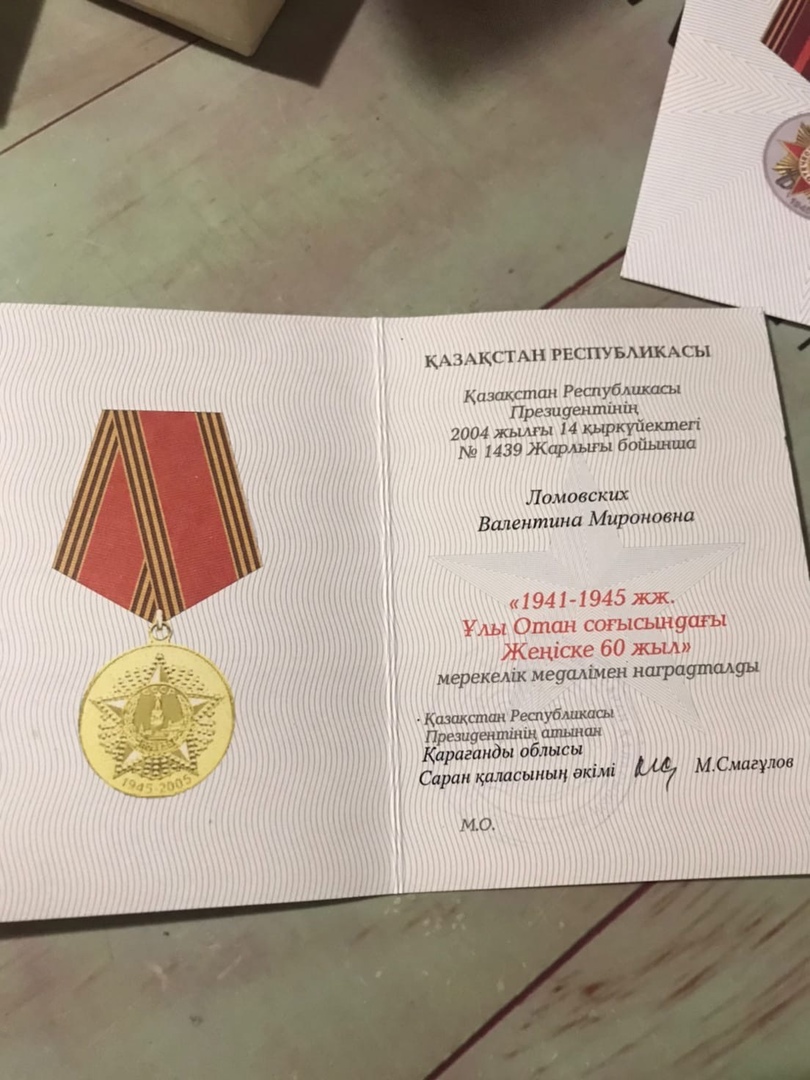 СССР
1945-2005
ҚАЗАҚСТАН РЕСПУБЛИКАСЫ
Қазақстан Республикасы
Президентінің
2004 жылғы 14 қыркүйектегі
№ 1439 Жарлығы бойынша
Ломовских
Валентина Мироновна
«1941-1945 жж.
Ұлы Отан соғысындағы
Жеңіске 60 жыл»
мерекелік медалімен наградталды
Қазақстан Республикасы
Президентінің атынан
Қарағанды облысы
Саран қаласының әкімі М.Смағұлов
М.О.